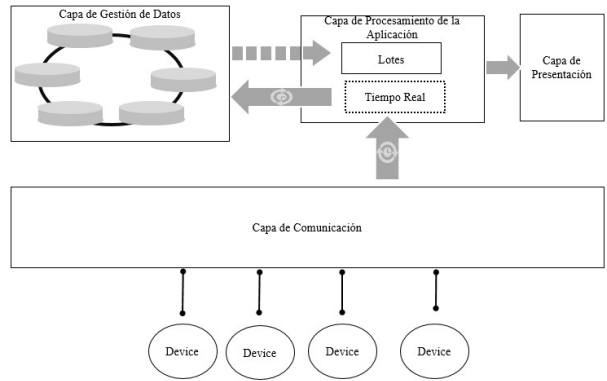 Capa de Gestión de Datos
Capa de Procesamiento de la
Aplicación
Lotes
Tiempo Real
Capa de
Presentación
Capa de Comunicación
Device
Device
Device
Device